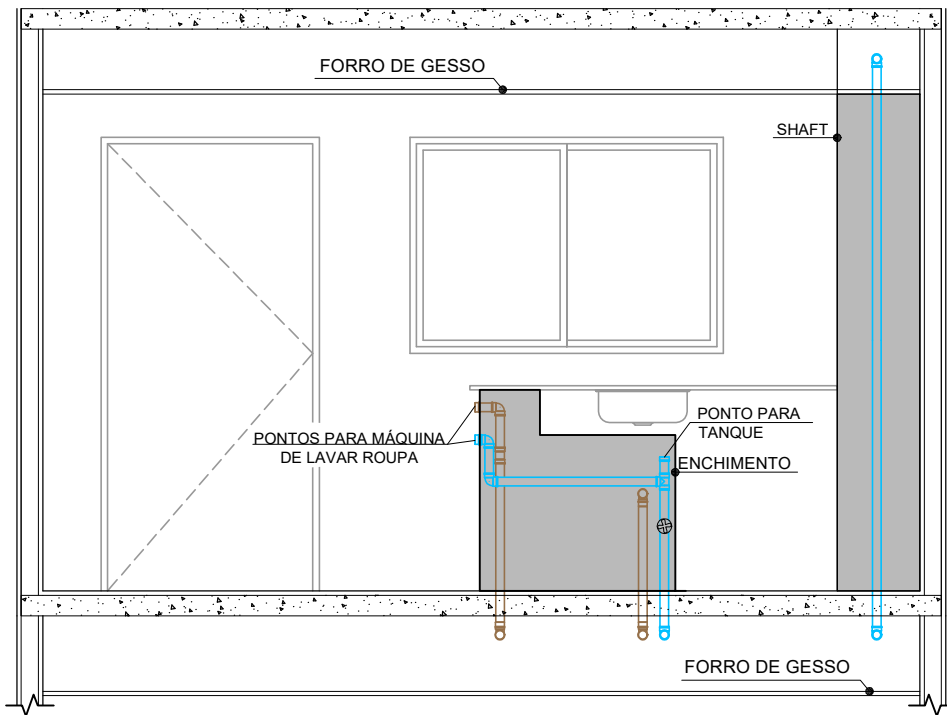 FORRO DE GESSO
SHAFT
PONTO PARA
TANQUE
PONTOS PARA MÁQUINA
DE LAVAR ROUPA
ENCHIMENTO
FORRO DE GESSO